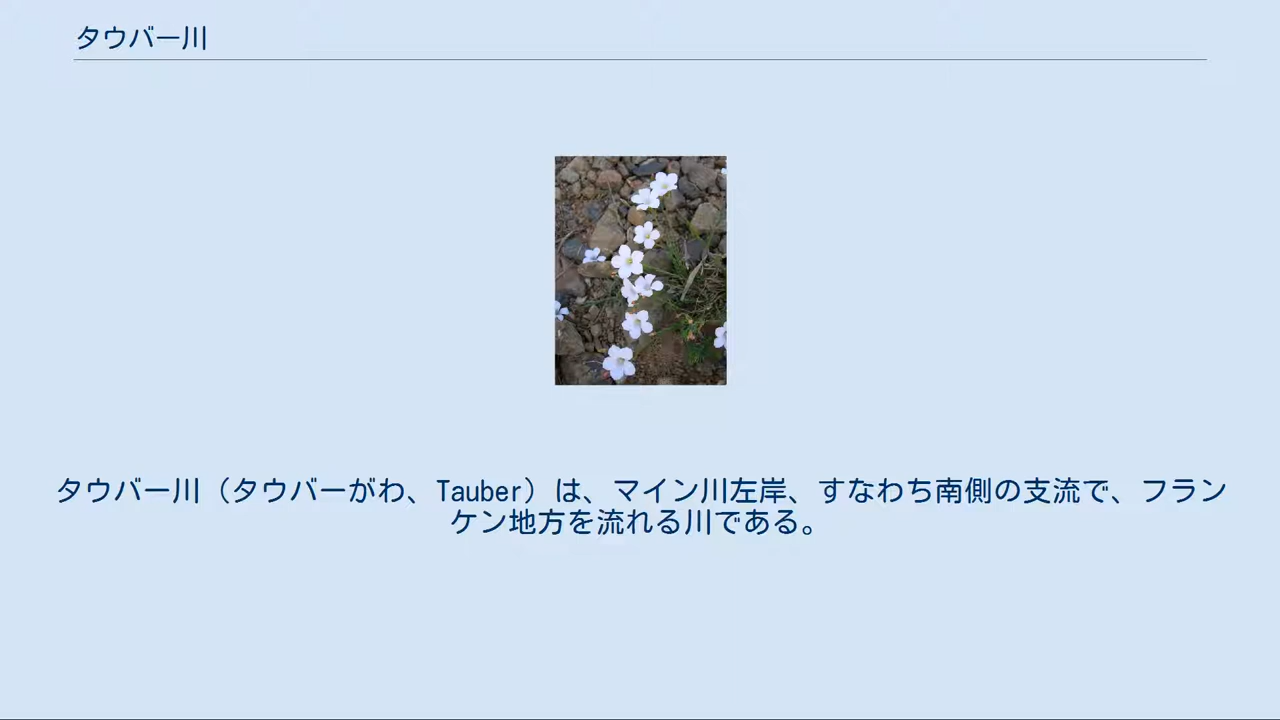 タウバー川
タウバー川（タウバーがわ、Tauber）は、マイン川左岸、すなわち南側の支流で、フラン
ケン地方を流れる川である。